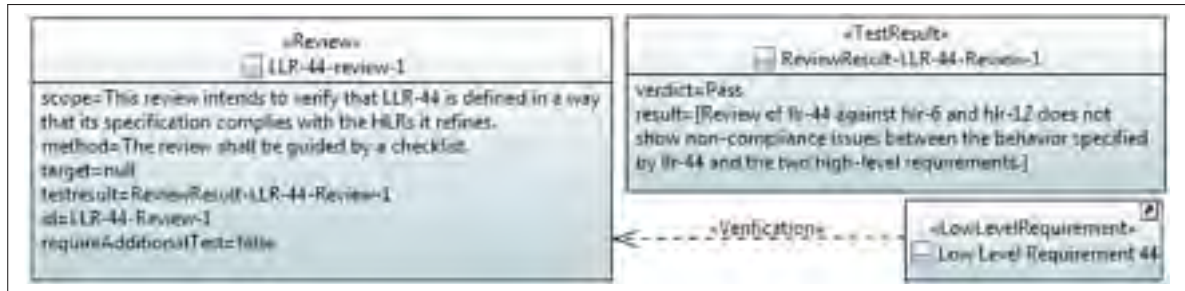 «Review»
LLR-44-review-1
scope=This review intends to verify that LLR-44 is defined in a way
that its specification complies with the HLRs it refines.
method=The review shall be guided by a checklist.
target=null
testresult=ReviewResult-LLR-44-Review-1
id=LLR-44-Review-1
requireAdditionalTest=false
«TestResult»
ReviewResult-LLR-44-Review-1
verdict=Pass
result=[Review of llr-44 against hlr-6 and hlr-12 does not
show non-compliance issues between the behavior specified
by llr-44 and the two high-level requirements.]
«Verification»
«LowLevelRequirement»
Low Level Requirement 44